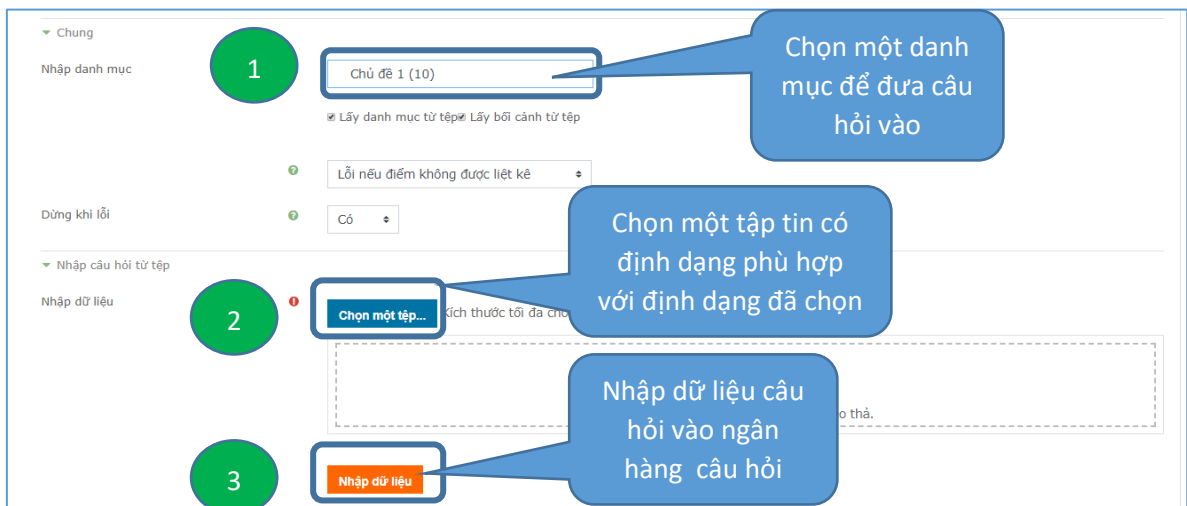 Chung
Nhập danh mục
1
Chủ đề 1 (10)
Chọn một danh
mục để đưa câu
hỏi vào
Lấy danh mục từ tệp Lấy bối cảnh từ tệp
Lỗi nếu điểm không được liệt kê
Dừng khi lỗi
Có
Chọn một tập tin có
định dạng phù hợp
với định dạng đã chọn
Nhập câu hỏi từ tệp
Nhập dữ liệu
2
Chọn một tệp...
Kích thước tối đa cho
Nhập dữ liệu câu
hỏi vào ngân
hàng câu hỏi
thả.
3
Nhập dữ liệu